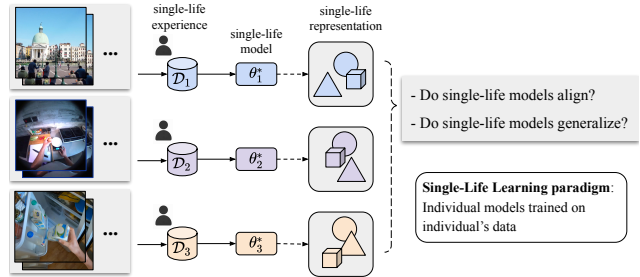 single-life
experience
single-life
model
single-life
representation
...
𝒟₁
θ₁*
...
𝒟₂
θ₂*
...
𝒟₃
θ₃*
- Do single-life models align?
- Do single-life models generalize?
Single-Life Learning paradigm:
Individual models trained on
individual's data